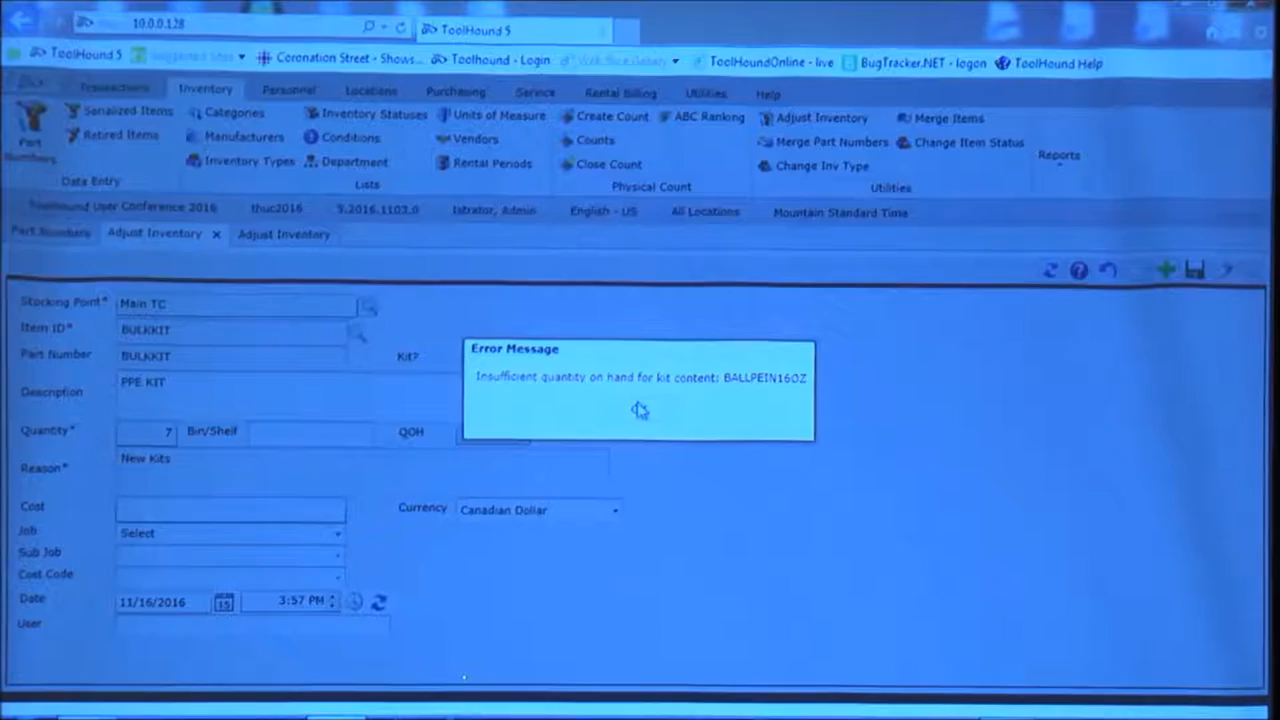 10.0.0.128
ToolHound 5
ToolHound 5 Suggested Sites Coronation Street - Shows... Toolhound - Login ToolHoundOnline - live BugTracker.NET - logon ToolHound Help
Transactions Inventory Personnel Locations Purchasing Service Rental Billing Utilities Help
Serialized Items Categories Inventory Statuses Units of Measure Create Count ABC Ranking Adjust Inventory Merge Items
Retired Items Manufacturers Conditions Vendors Counts Merge Part Numbers Change Item Status
Part Numbers Inventory Types Department Rental Periods Close Count Change Inv Type Reports
Data Entry Lists Physical Count Utilities
ToolHound User Conference 2016 thuc2016 5.2016.1103.0 Istrator, Admin English - US All Locations Mountain Standard Time
Part Numbers Adjust Inventory x Adjust Inventory
Stocking Point* Main TC
Item ID* BULKKIT
Part Number BULKKIT Kit?
Description PPE KIT
Error Message
Insufficient quantity on hand for kit content: BALLPEIN16OZ
Quantity* 7 Bin/Shelf QOH
Reason* New Kits
Cost Currency Canadian Dollar
Job Select
Sub Job
Cost Code
Date 11/16/2016 15 3:57 PM
User